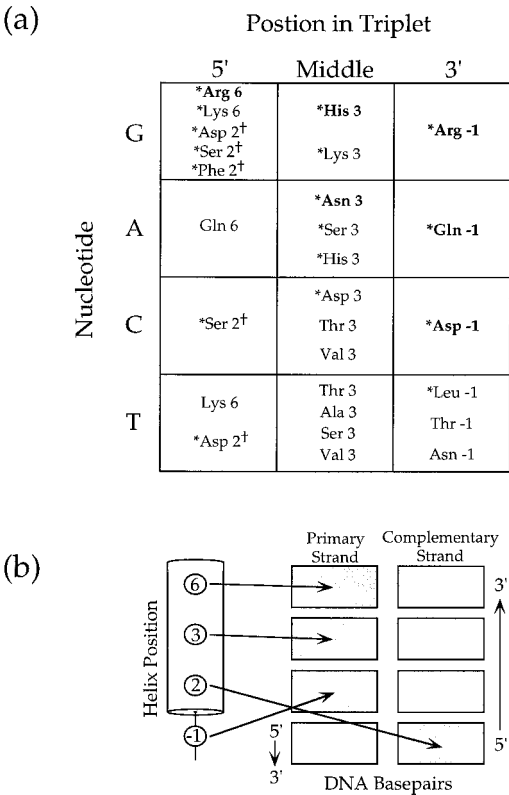 (a)
Postion in Triplet
5' Middle 3'
Nucleotide
G
*Arg 6
*Lys 6
*Asp 2†
*Ser 2†
*Phe 2†
*His 3
*Lys 3
*Arg -1
A
Gln 6
*Asn 3
*Ser 3
*His 3
*Gln -1
C
*Ser 2†
*Asp 3
Thr 3
Val 3
*Asp -1
T
Lys 6
*Asp 2†
Thr 3
Ala 3
Ser 3
Val 3
*Leu -1
Thr -1
Asn -1
(b)
Primary
Strand
Complementary
Strand
Helix Position
6
3
2
-1
5'
3'
3'
5'
DNA Basepairs